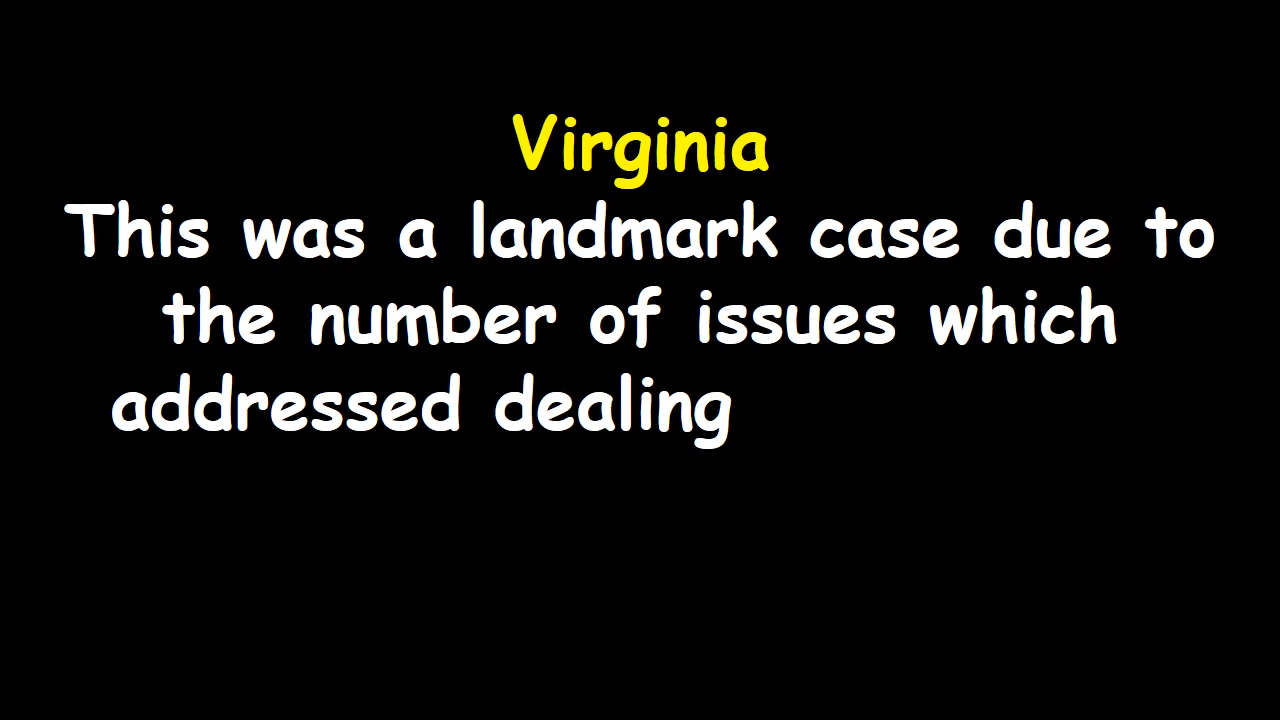 Virginia
This was a landmark case due to
the number of issues which
addressed dealing